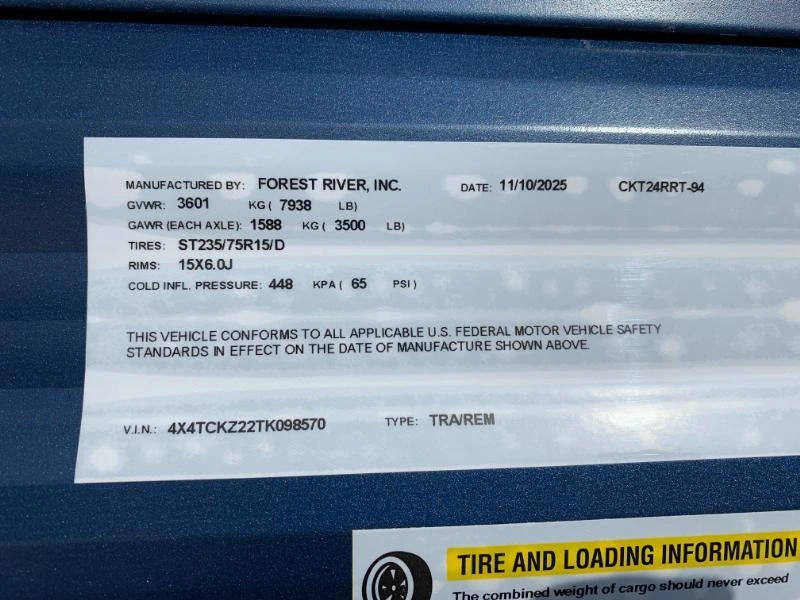 MANUFACTURED BY: FOREST RIVER, INC. DATE: 11/10/2025 CKT24RRT-94
GVWR: 3601 KG ( 7938 LB)
GAWR (EACH AXLE): 1588 KG ( 3500 LB)
TIRES: ST235/75R15/D
RIMS: 15X6.0J
COLD INFL. PRESSURE: 448 KPA ( 65 PSI )
THIS VEHICLE CONFORMS TO ALL APPLICABLE U.S. FEDERAL MOTOR VEHICLE SAFETY
STANDARDS IN EFFECT ON THE DATE OF MANUFACTURE SHOWN ABOVE.
V.I.N.: 4X4TCKZ22TK098570 TYPE: TRA/REM
TIRE AND LOADING INFORMATION
The combined weight of cargo should never exceed